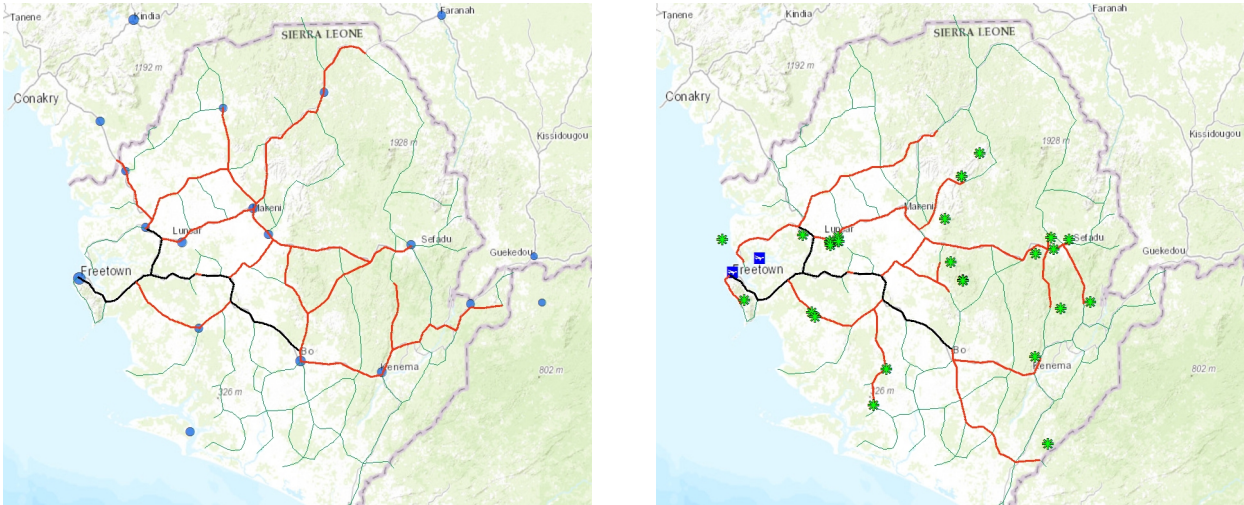 Tanene
Kindia
Faranah
SIERRA LEONE
1192 m
Conakry
Kissidougou
1928 m
Makeni
Lunsar
Sefadu
Guekedou
Freetown
Bo
Kenema
802 m
326 m
Tanene
Kindia
Faranah
SIERRA LEONE
1192 m
Conakry
Kissidougou
1928 m
Makeni
Lunsar
Sefadu
Guekedou
Freetown
Bo
Kenema
802 m
26 m